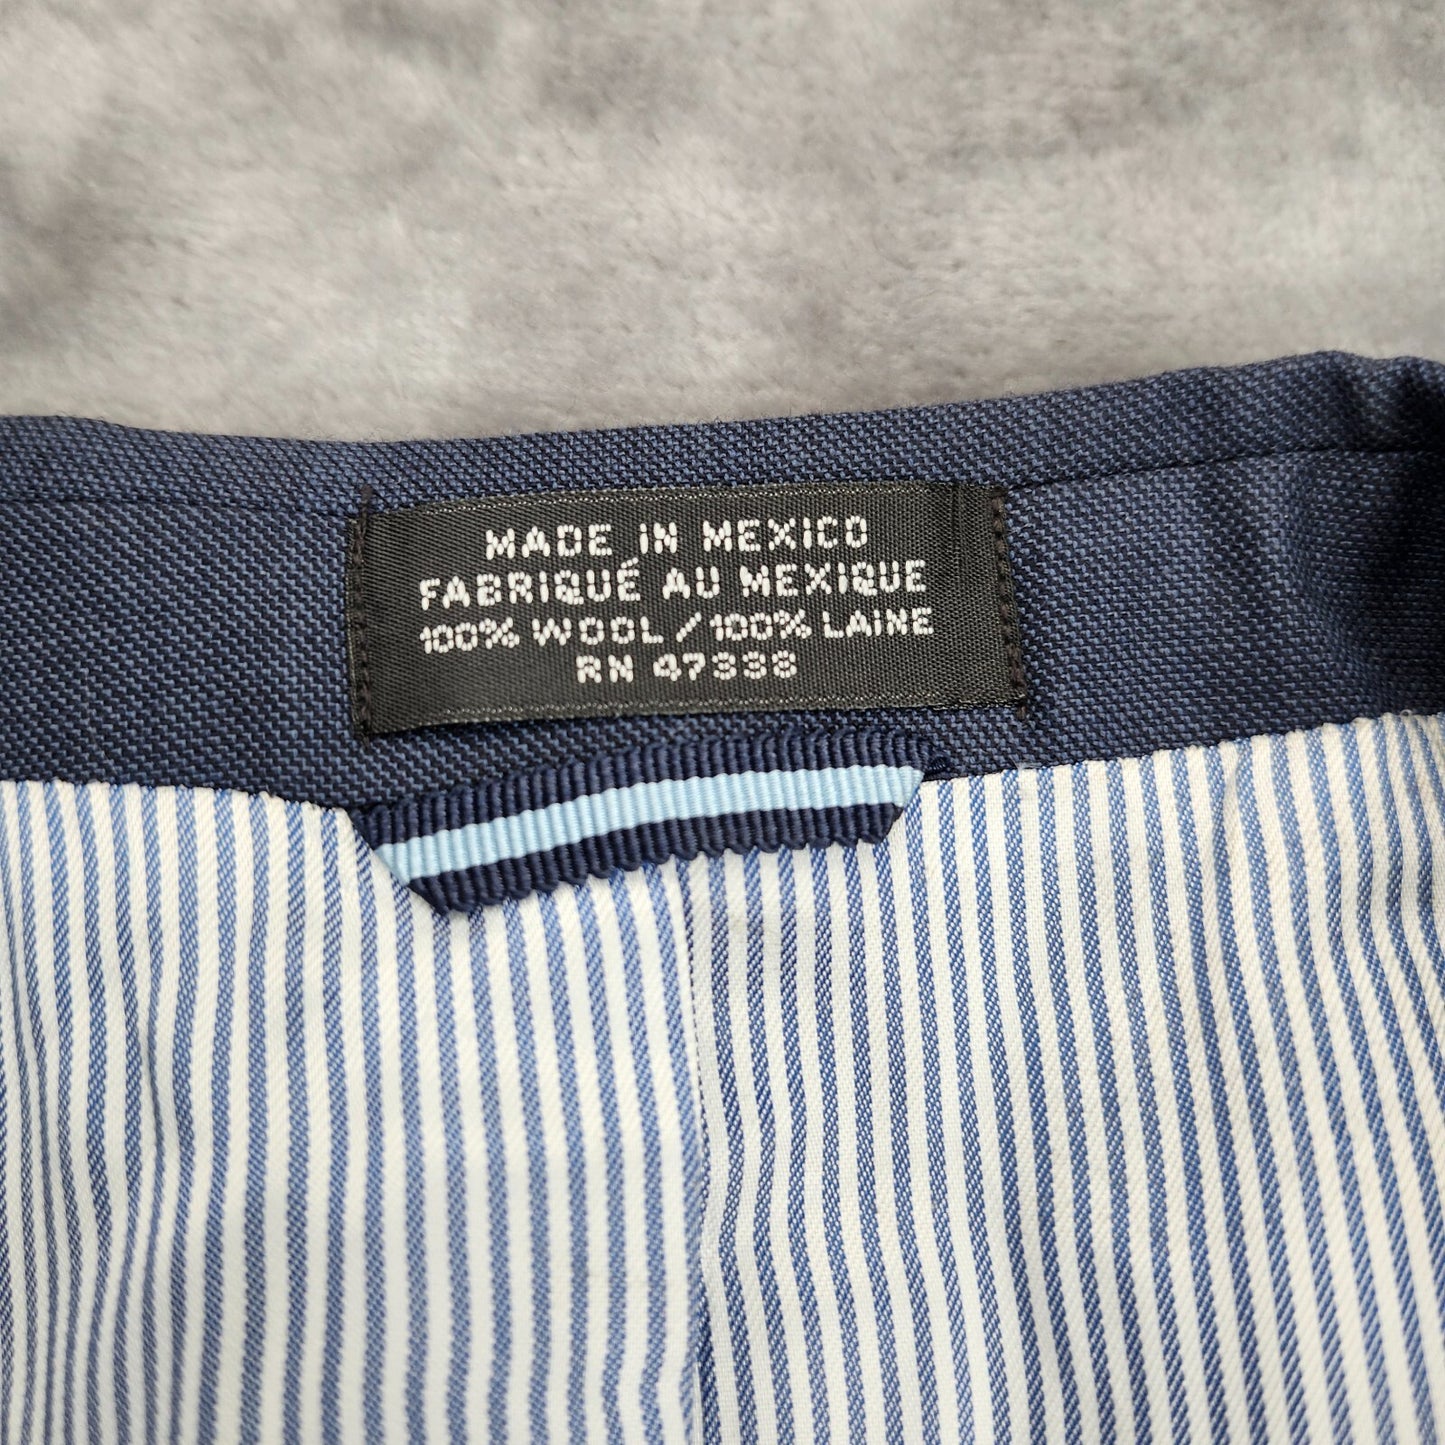 MADE IN MEXICO
FABRIQUÉ AU MEXIQUE
100% WOOL / 100% LAINE
RN 47338